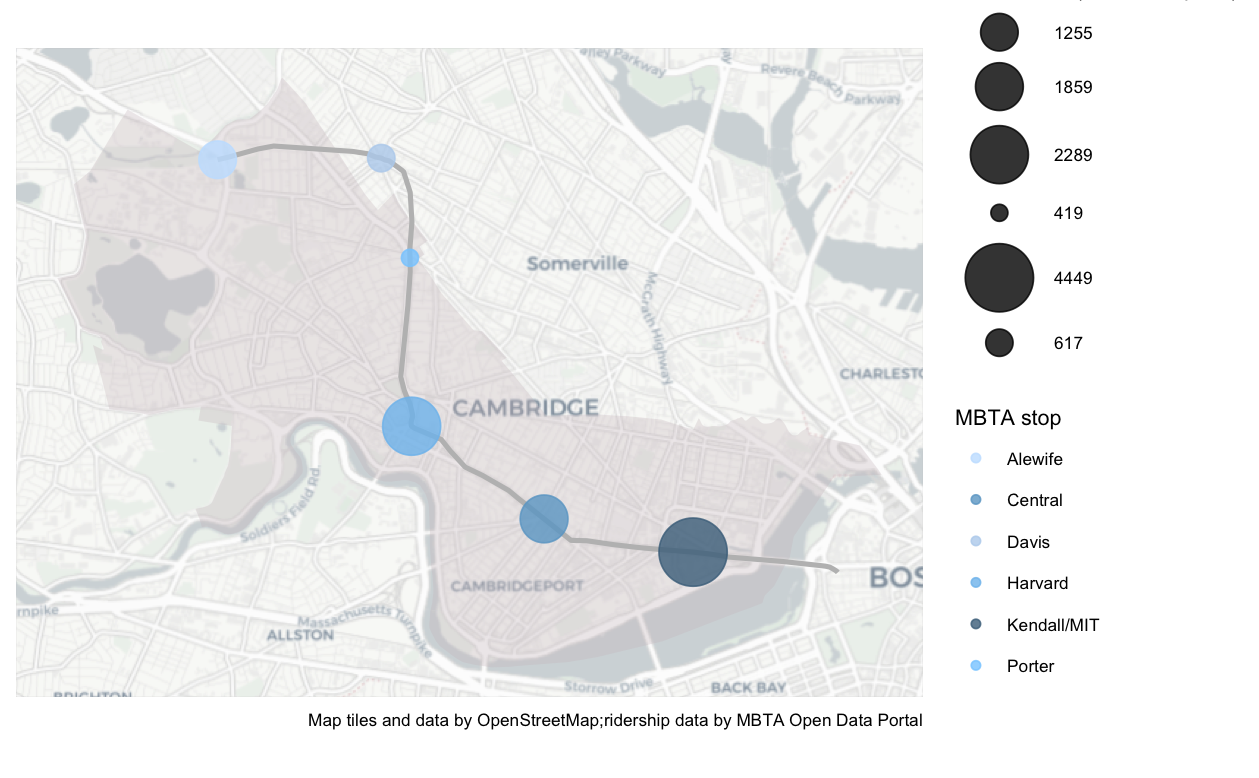 ney Parkway
Revere Beach Parkway
Somerville
McGrath Highway
CHARLESTO
CAMBRIDGE
Soldiers Field Rd.
CAMBRIDGEPORT
BOS
rnpike
Massachusetts Turnpike
ALLSTON
Storrow Drive
BACK BAY
BRIGHTON
Map tiles and data by OpenStreetMap;ridership data by MBTA Open Data Portal
1255
1859
2289
419
4449
617
MBTA stop
Alewife
Central
Davis
Harvard
Kendall/MIT
Porter